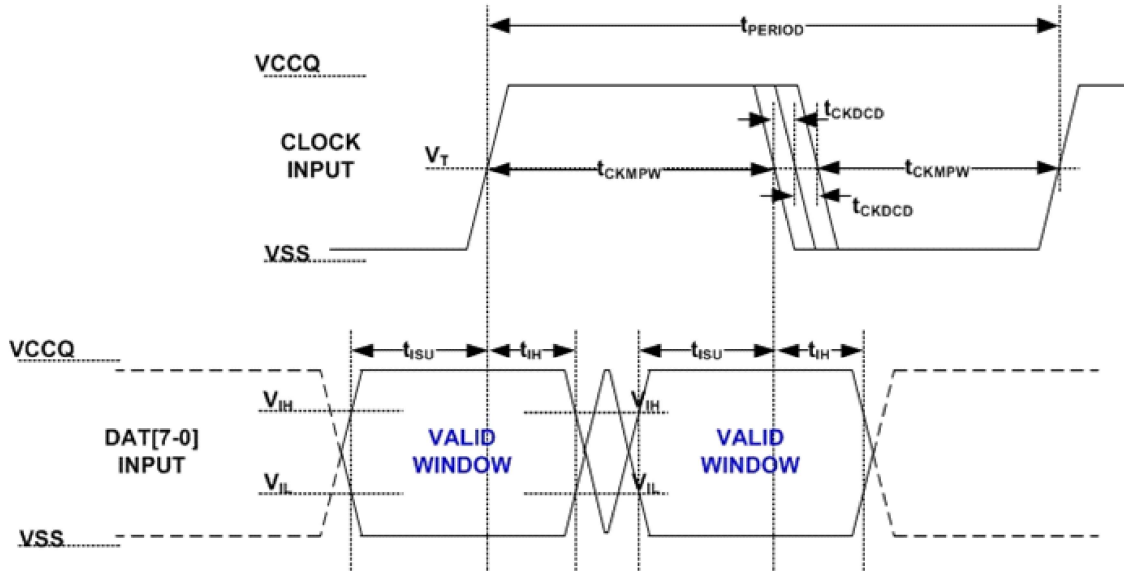 tPERIOD
VCCQ
tCKDCD
CLOCK
INPUT
VT
tCKMPW
tCKMPW
tCKDCD
VSS
VCCQ
tISU
tIH
tISU
tIH
VIH
VIH
DAT[7-0]
INPUT
VALID
WINDOW
VALID
WINDOW
VIL
VIL
VSS